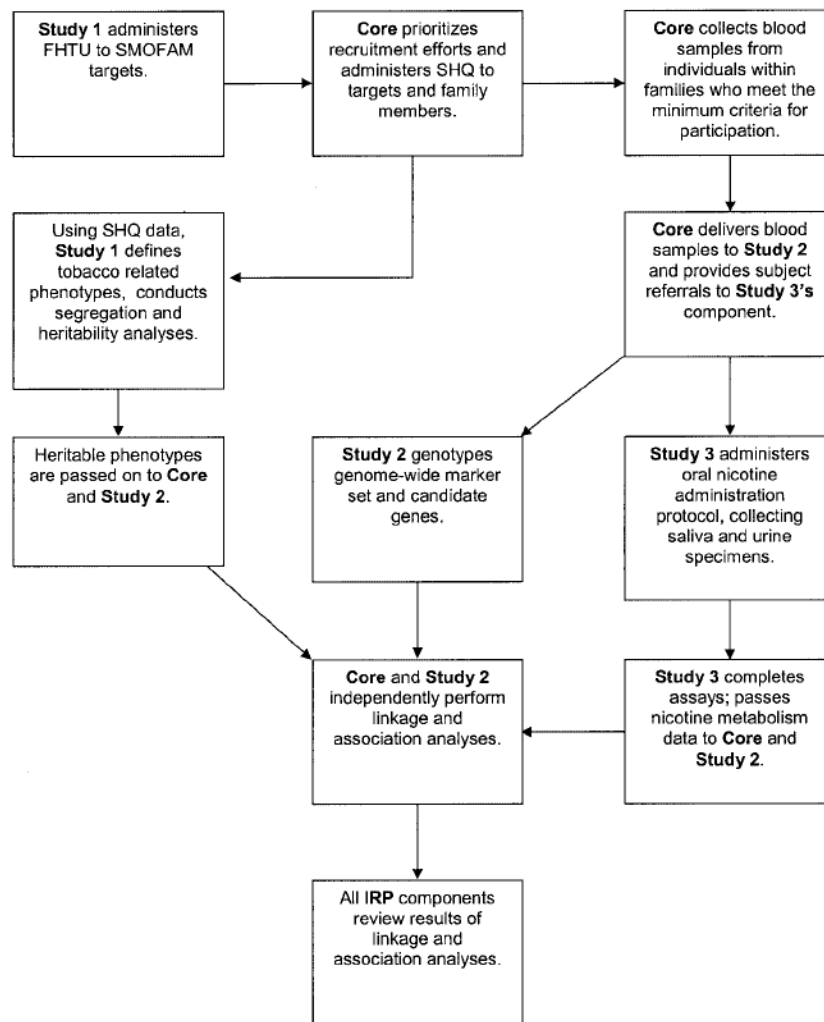 Study 1 administers
FHTU to SMOFAM
targets.
Core prioritizes
recruitment efforts and
administers SHQ to
targets and family
members.
Core collects blood
samples from
individuals within
families who meet the
minimum criteria for
participation.
Using SHQ data,
Study 1 defines
tobacco related
phenotypes, conducts
segregation and
heritability analyses.
Core delivers blood
samples to Study 2
and provides subject
referrals to Study 3's
component.
Heritable phenotypes
are passed on to Core
and Study 2.
Study 2 genotypes
genome-wide marker
set and candidate
genes.
Study 3 administers
oral nicotine
administration
protocol, collecting
saliva and urine
specimens.
Core and Study 2
independently perform
linkage and
association analyses.
Study 3 completes
assays; passes
nicotine metabolism
data to Core and
Study 2.
All IRP components
review results of
linkage and
association analyses.